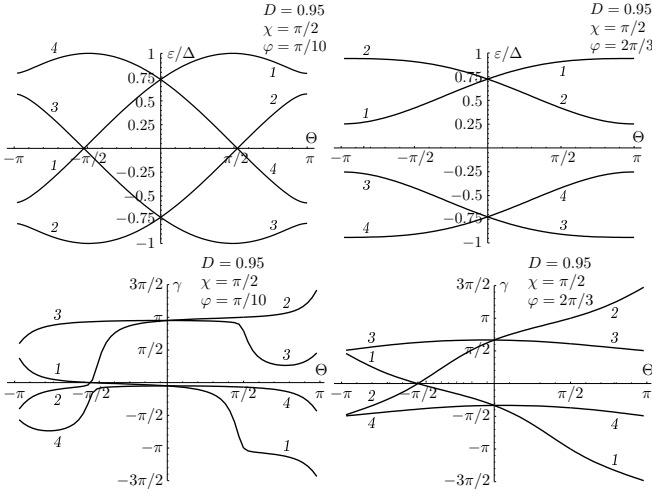 D = 0.95
χ = π/2
φ = π/10
ε/Δ
1
0.75
0.5
0.25
−0.25
−0.5
−0.75
−1
−π
−π/2
π/2
π
Θ
4
3
1
2
1
2
4
3
D = 0.95
χ = π/2
φ = 2π/3
ε/Δ
1
0.75
0.5
0.25
−0.25
−0.5
−0.75
−1
−π
−π/2
π/2
π
Θ
2
1
3
4
1
2
4
3
D = 0.95
χ = π/2
φ = π/10
3π/2
γ
π
π/2
−π/2
−π
−3π/2
−π
−π/2
π/2
π
Θ
3
1
2
4
2
3
4
1
D = 0.95
χ = π/2
φ = 2π/3
3π/2
γ
π
π/2
−π/2
−π
−3π/2
−π
−π/2
π/2
π
Θ
3
1
2
4
2
3
4
1